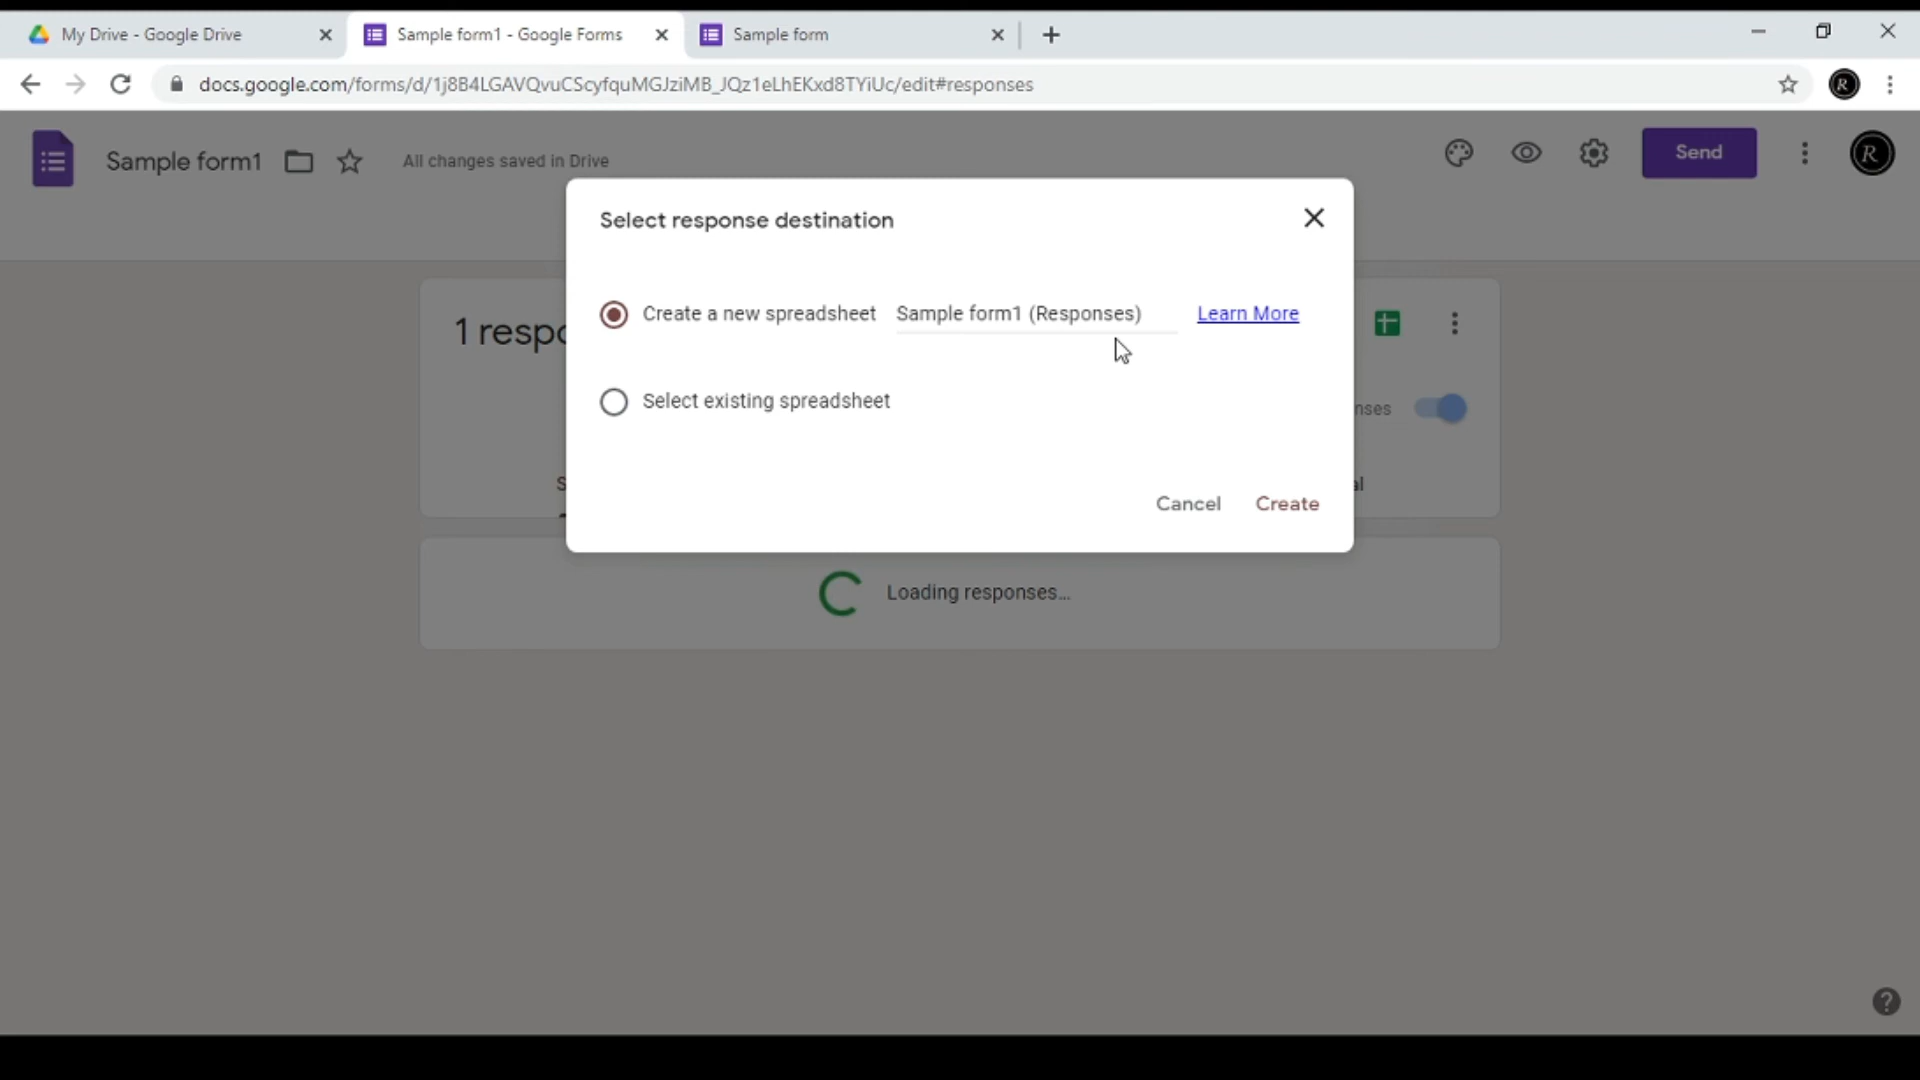 My Drive - Google Drive
Sample form1 - Google Forms
Sample form
docs.google.com/forms/d/1j8B4LGAVQvuCScyfquMGJziMB_JQz1eLhEKxd8TYiUc/edit#responses
R
Sample form1
All changes saved in Drive
Send
R
Select response destination
Create a new spreadsheet
Sample form1 (Responses)
Learn More
1 respo
Select existing spreadsheet
nses
S
al
Cancel
Create
Loading responses...